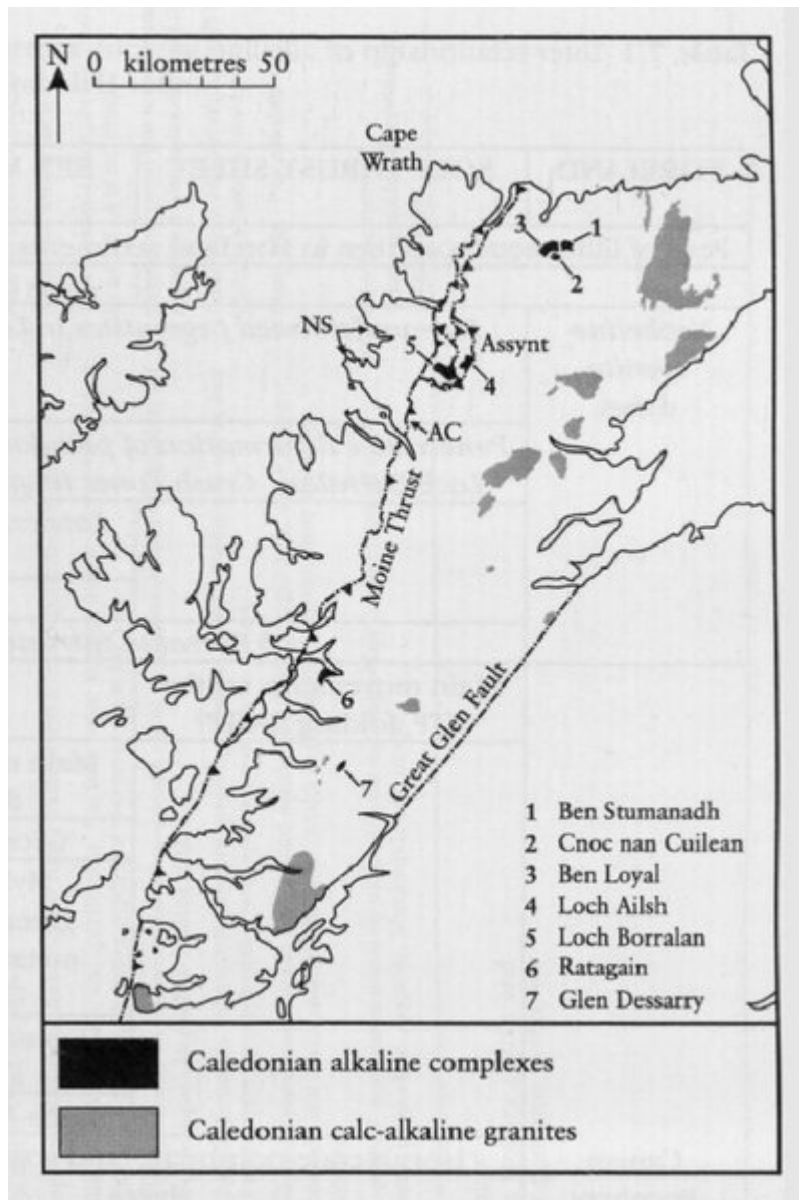 N
0 kilometres 50
Cape
Wrath
3
1
2
NS
5
Assynt
4
AC
Moine Thrust
6
Great Glen Fault
7
1 Ben Stumanadh
2 Cnoc nan Cuilean
3 Ben Loyal
4 Loch Ailsh
5 Loch Borralan
6 Ratagain
7 Glen Dessarry
Caledonian alkaline complexes
Caledonian calc-alkaline granites